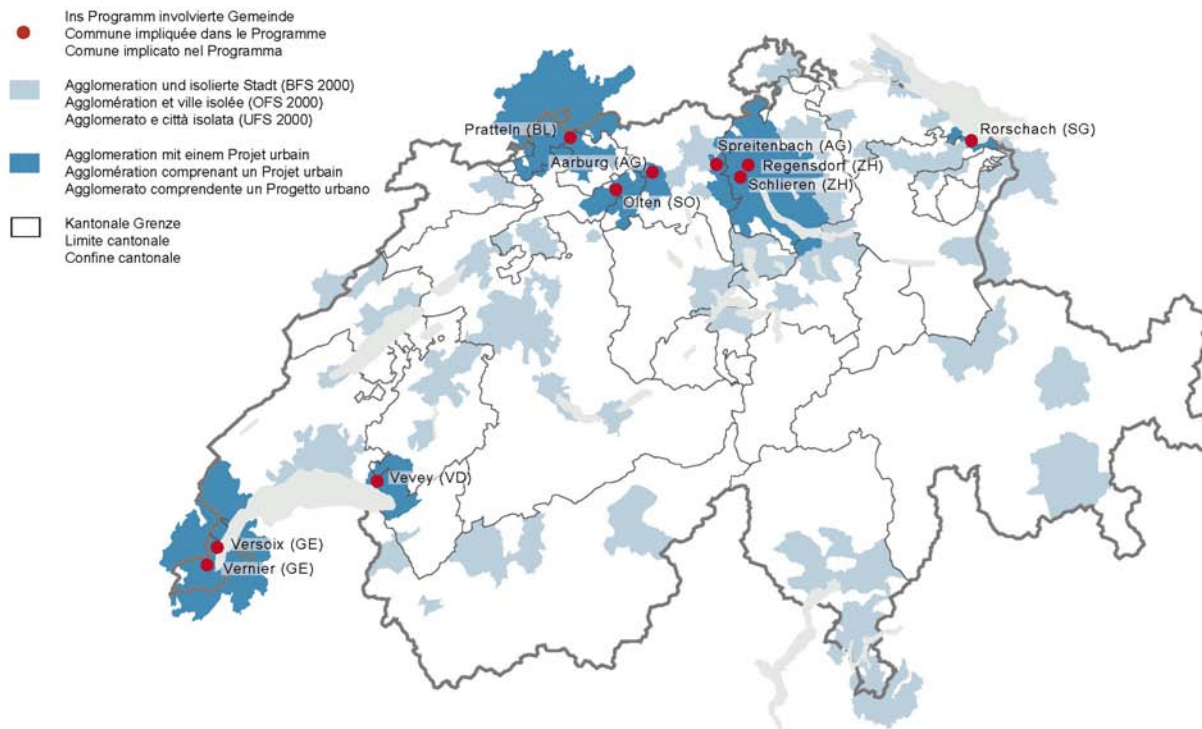 Ins Programm involvierte Gemeinde
Commune impliquée dans le Programme
Comune implicato nel Programma
Agglomeration und isolierte Stadt (BFS 2000)
Agglomération et ville isolée (OFS 2000)
Agglomerato e città isolata (UFS 2000)
Agglomeration mit einem Projet urbain
Agglomération comprenant un Projet urbain
Agglomerato comprendente un Progetto urbano
Kantonale Grenze
Limite cantonale
Confine cantonale
Pratteln (BL)
Rorschach (SG)
Spreitenbach (AG)
Aarburg (AG)
Regensdorf (ZH)
Schlieren (ZH)
Olten (SO)
Vevey (VD)
Versoix (GE)
Vernier (GE)